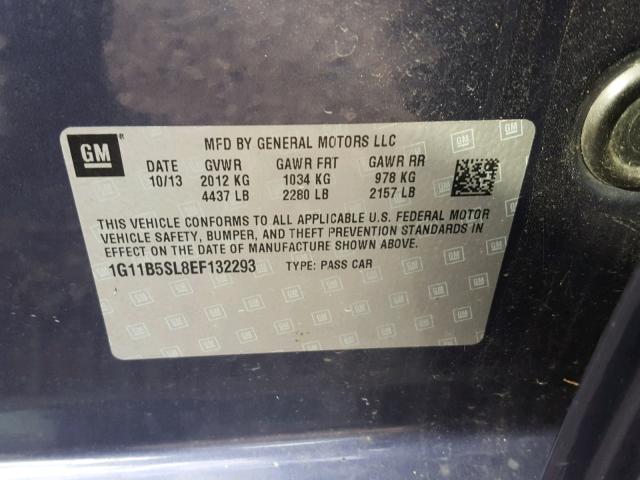 GM ®
MFD BY GENERAL MOTORS LLC
DATE GVWR GAWR FRT GAWR RR
10/13 2012 KG 1034 KG 978 KG
4437 LB 2280 LB 2157 LB
THIS VEHICLE CONFORMS TO ALL APPLICABLE U.S. FEDERAL MOTOR
VEHICLE SAFETY, BUMPER, AND THEFT PREVENTION STANDARDS IN
EFFECT ON THE DATE OF MANUFACTURE SHOWN ABOVE.
1G11B5SL8EF132293 TYPE: PASS CAR